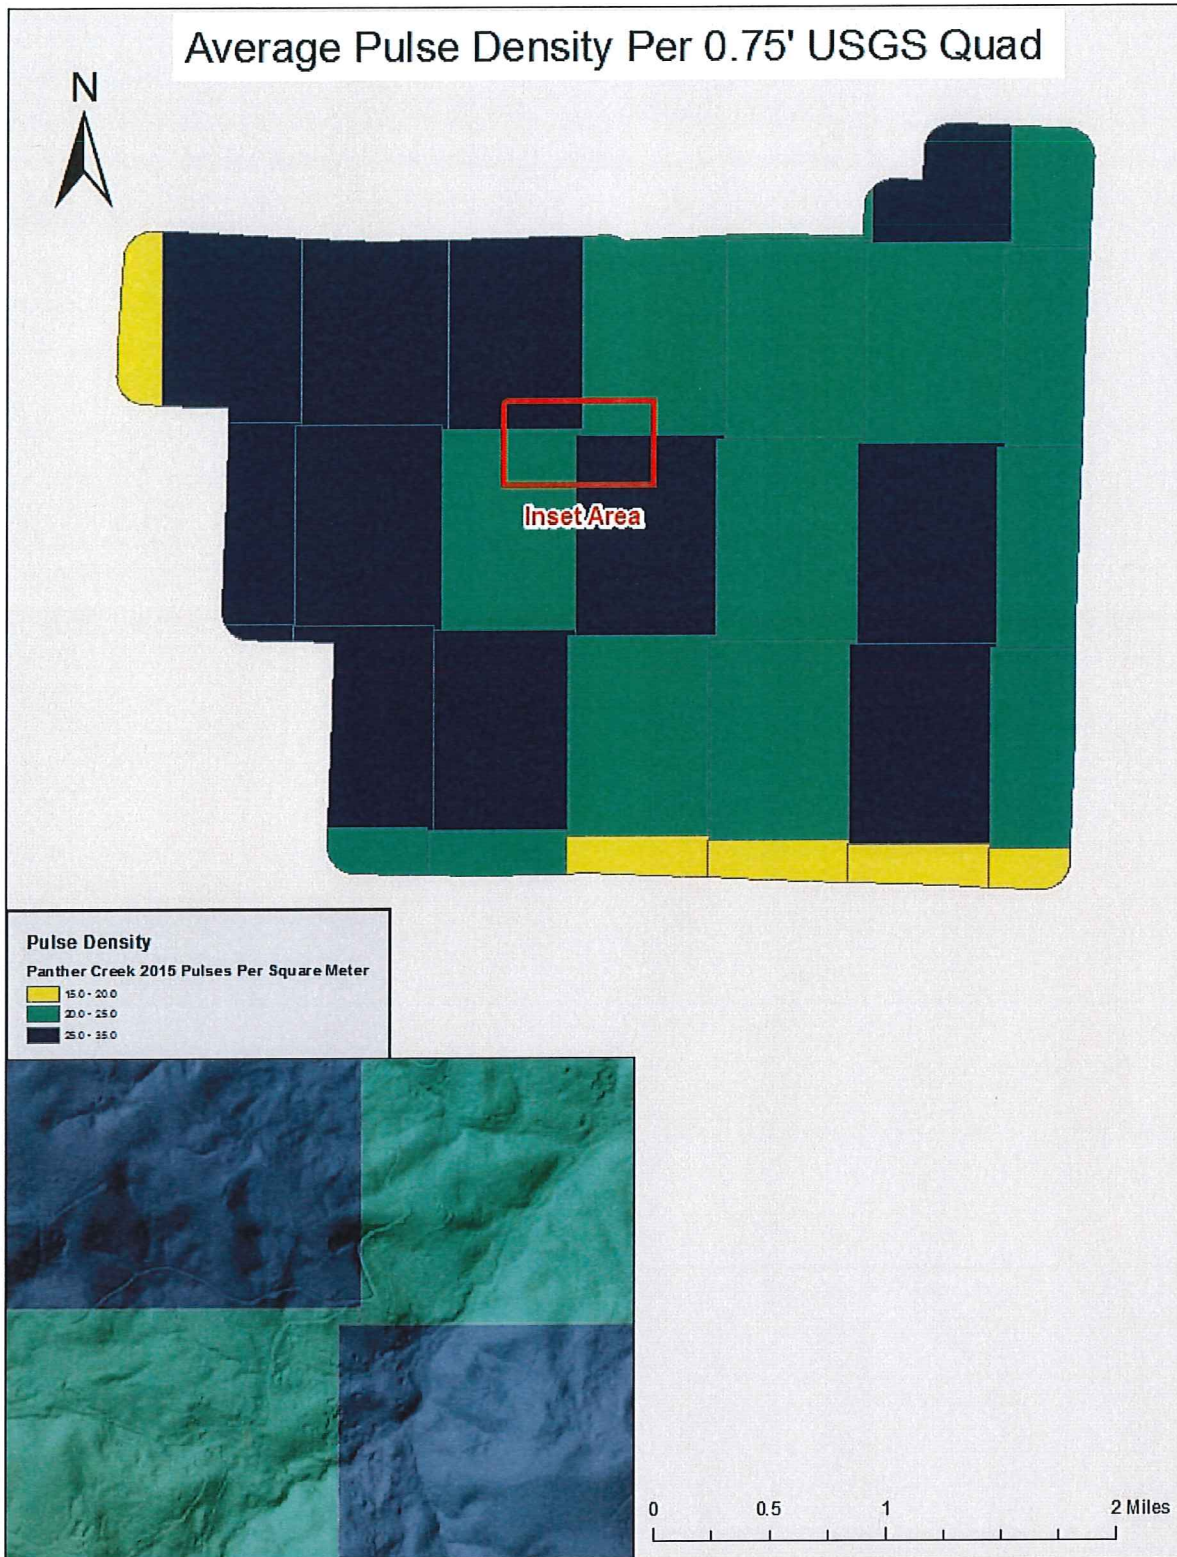 Average Pulse Density Per 0.75' USGS Quad
N
Inset Area
Pulse Density
Panther Creek 2015 Pulses Per Square Meter
15.0 - 20.0
20.0 - 25.0
25.0 - 35.0
0 0.5 1 2 Miles